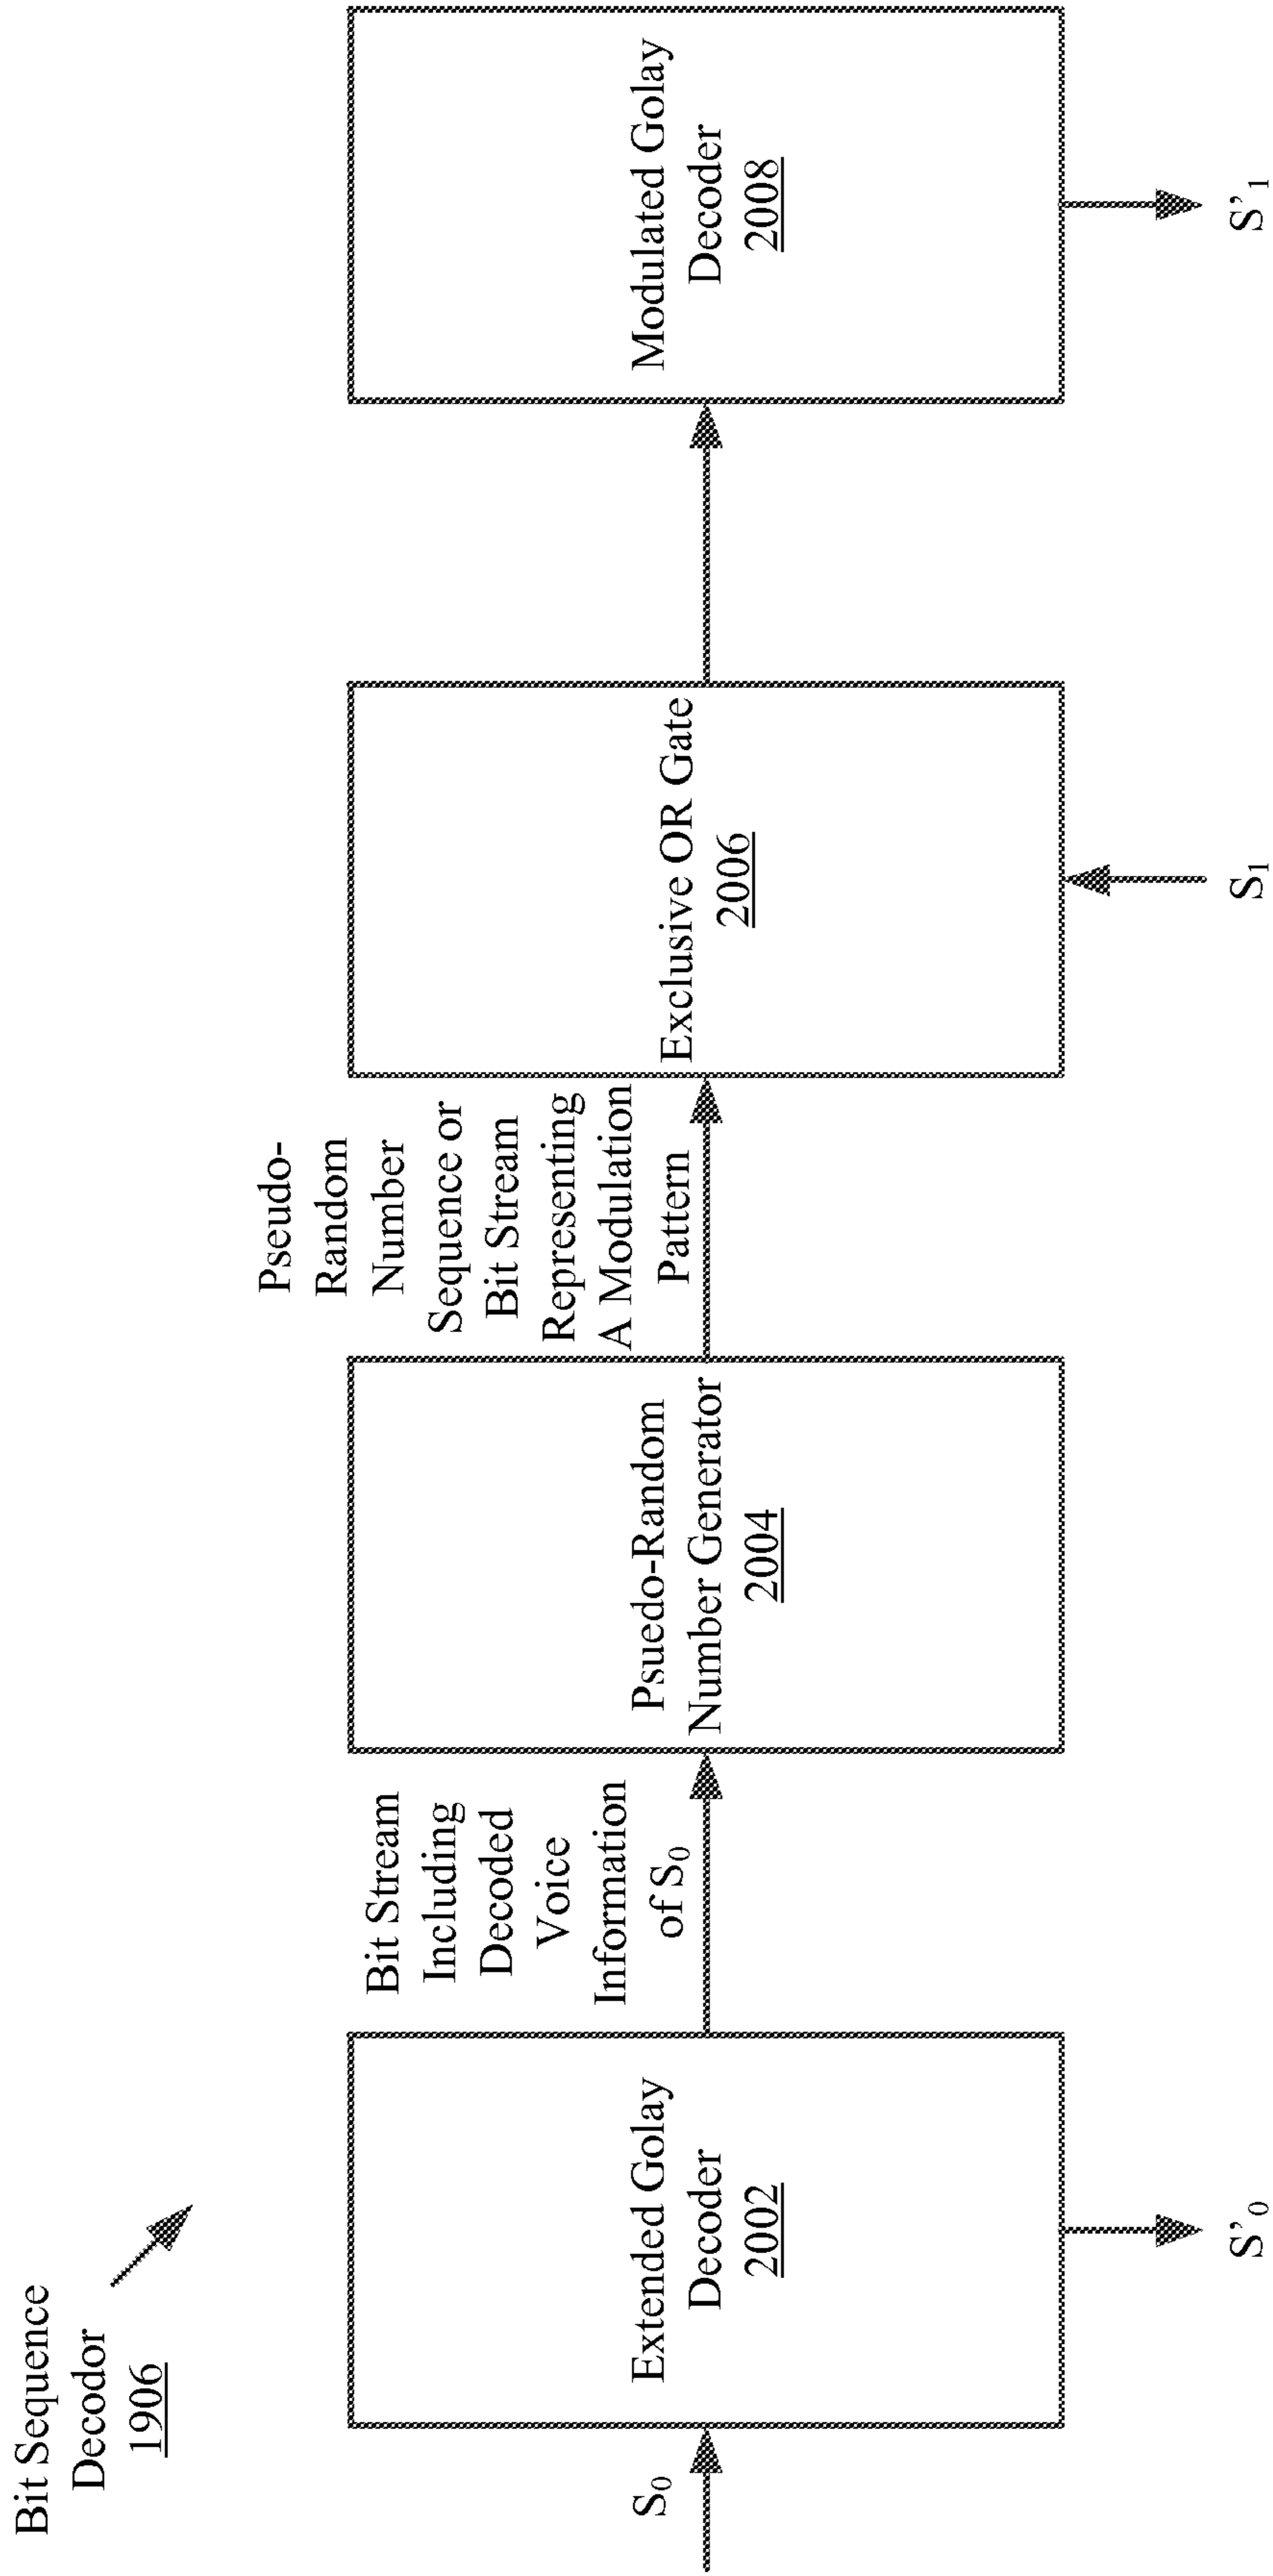 Bit Sequence
Decodor
1906
S0
Extended Golay
Decoder
2002
S'0
Bit Stream
Including
Decoded
Voice
Information
of S0
Psuedo-Random
Number Generator
2004
Pseudo-
Random
Number
Sequence or
Bit Stream
Representing
A Modulation
Pattern
Exclusive OR Gate
2006
S1
Modulated Golay
Decoder
2008
S'1